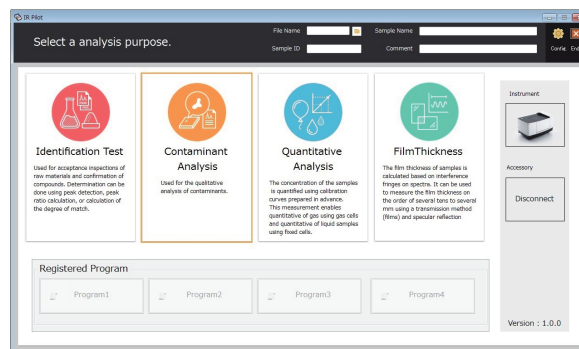 IR Pilot
Select a analysis purpose.
File Name
Sample Name
Sample ID
Comment
Config.
End
Identification Test
Used for acceptance inspections of
raw materials and confirmation of
compounds. Determination can be
done using peak detection, peak
ratio calculation, or calculation of
the degree of match.
Contaminant
Analysis
Used for the qualitative
analysis of contaminants.
Quantitative
Analysis
The concentration of the samples
is quantified using calibration
curves prepared in advance.
This measurement enables
quantitative of gas using gas cells
and quantitative of liquid samples
using fixed cells.
FilmThickness
The film thickness of samples is
calculated based on interference
fringes on spectra. It can be used
to measure the film thickness on
the order of several tens to several
mm using a transmission method
(films) and specular reflection
Instrument
Accessory
Disconnect
Registered Program
Program1
Program2
Program3
Program4
Version : 1.0.0